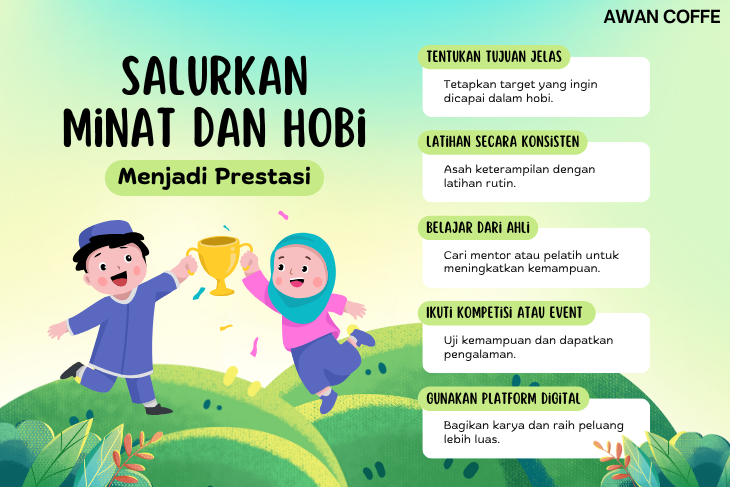 AWAN COFFE
SALURKAN
MINAT DAN HOBI
Menjadi Prestasi
TENTUKAN TUJUAN JELAS
Tetapkan target yang ingin
dicapai dalam hobi.
LATIHAN SECARA KONSISTEN
Asah keterampilan dengan
latihan rutin.
BELAJAR DARI AHLI
Cari mentor atau pelatih untuk
meningkatkan kemampuan.
IKUTI KOMPETISI ATAU EVENT
Uji kemampuan dan dapatkan
pengalaman.
GUNAKAN PLATFORM DIGITAL
Bagikan karya dan raih peluang
lebih luas.